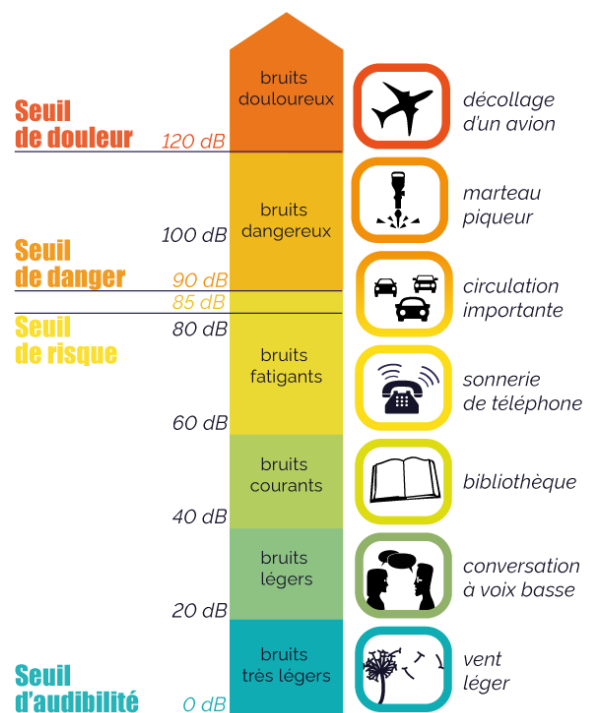 bruits
douloureux
décollage
d'un avion
Seuil
de douleur
120 dB
bruits
dangereux
marteau
piqueur
100 dB
Seuil
de danger
90 dB
85 dB
circulation
importante
Seuil
de risque
80 dB
bruits
fatigants
sonnerie
de téléphone
60 dB
bruits
courants
bibliothèque
40 dB
bruits
légers
conversation
à voix basse
20 dB
bruits
très légers
vent
léger
Seuil
d'audibilité
0 dB